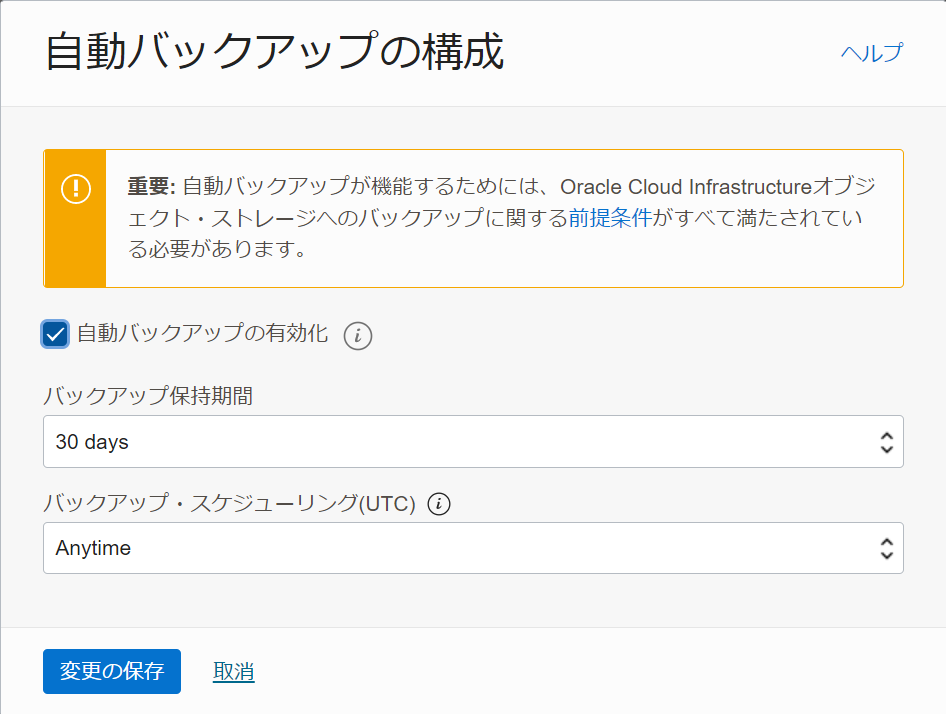 自動バックアップの構成
ヘルプ
重要: 自動バックアップが機能するためには、Oracle Cloud Infrastructureオブジ
ェクト・ストレージへのバックアップに関する前提条件がすべて満たされてい
る必要があります。
自動バックアップの有効化
バックアップ保持期間
30 days
バックアップ・スケジューリング(UTC)
Anytime
変更の保存
取消